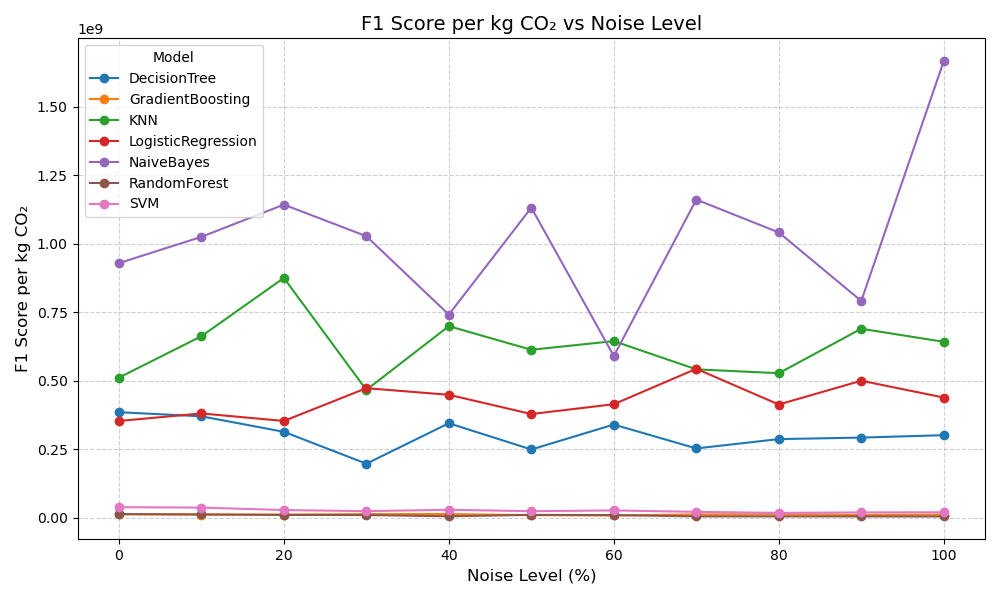 F1 Score per kg CO₂ vs Noise Level
1e9
Model
DecisionTree
GradientBoosting
KNN
LogisticRegression
NaiveBayes
RandomForest
SVM
1.50
1.25
1.00
0.75
0.50
0.25
0.00
F1 Score per kg CO₂
0 20 40 60 80 100
Noise Level (%)